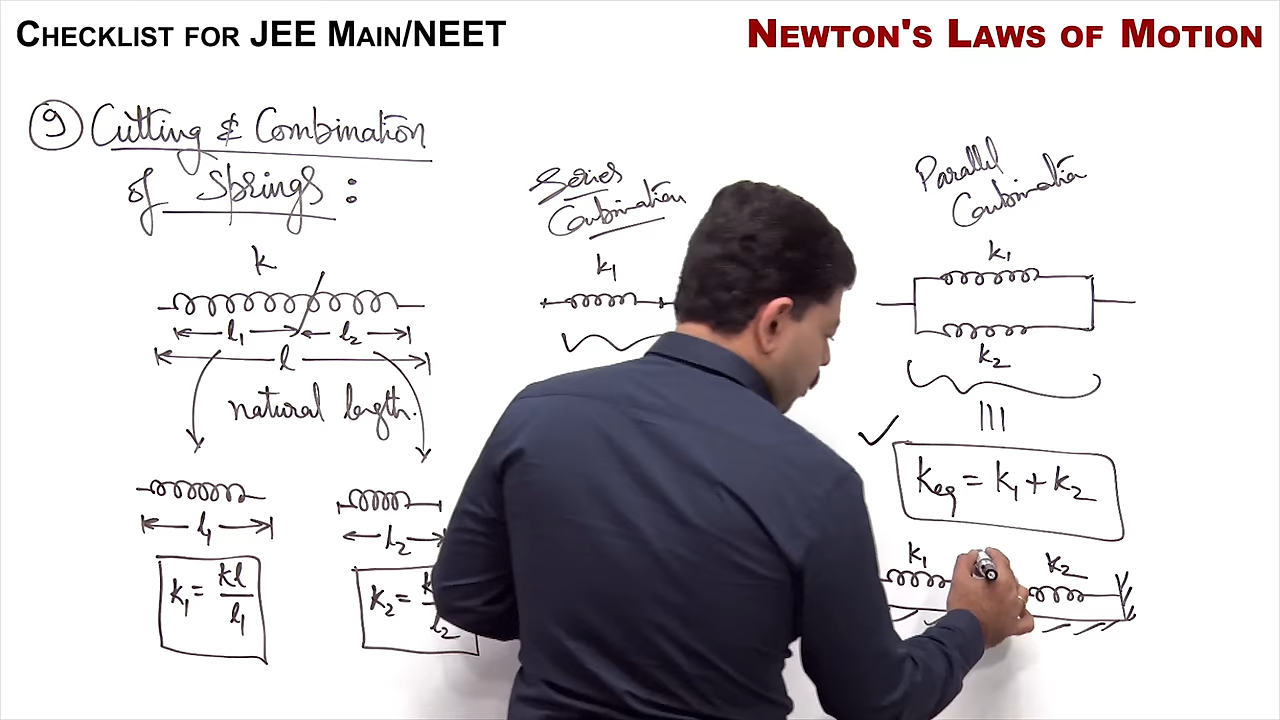 CHECKLIST FOR JEE MAIN/NEET
NEWTON'S LAWS OF MOTION
⑨ Cutting & Combination
of Springs :
k
l₁
l₂
l
natural length.
l₁
l₂
k₁ = kl/l₁
k₂ = k l₂
Series
Combination
k₁
Parallel
Combination
k₁
k₂
|||
✓
keq = k₁ + k₂
k₁
k₂